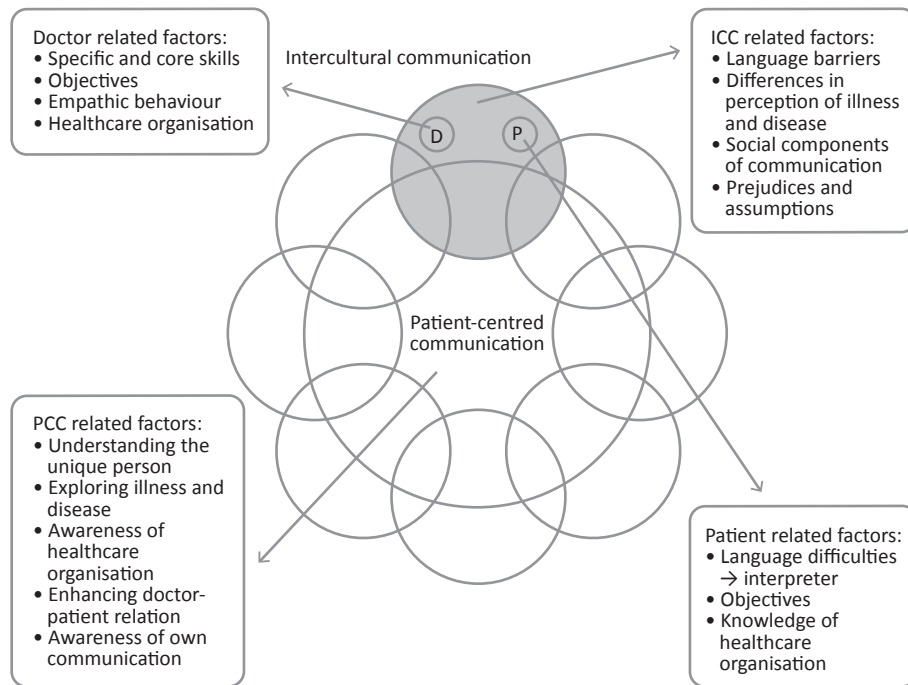 Doctor related factors:
• Specific and core skills
• Objectives
• Empathic behaviour
• Healthcare organisation
Intercultural communication
ICC related factors:
• Language barriers
• Differences in
perception of illness
and disease
• Social components
of communication
• Prejudices and
assumptions
D
P
Patient-centred
communication
PCC related factors:
• Understanding the
unique person
• Exploring illness and
disease
• Awareness of
healthcare
organisation
• Enhancing doctor-
patient relation
• Awareness of own
communication
Patient related factors:
• Language difficulties
→ interpreter
• Objectives
• Knowledge of
healthcare
organisation